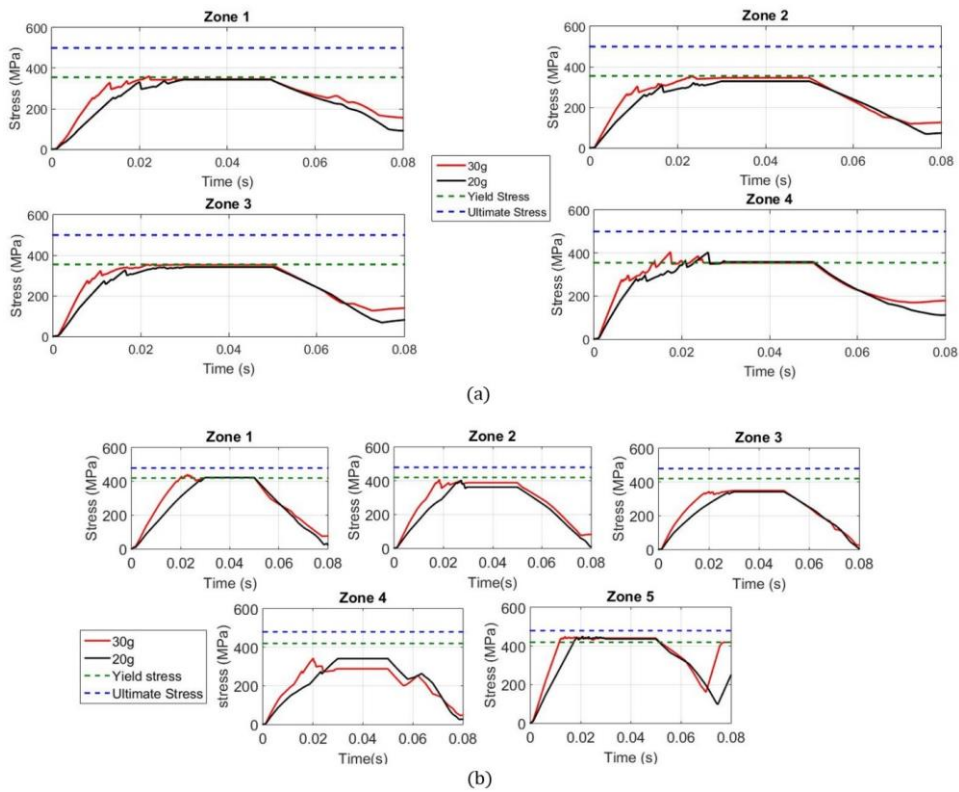 Zone 1
Stress (MPa)
600
400
200
0
0 0.02 0.04 0.06 0.08
Time (s)
Zone 2
Stress (MPa)
600
400
200
0
0 0.02 0.04 0.06 0.08
Time (s)
30g
20g
Yield Stress
Ultimate Stress
Zone 3
Stress (MPa)
600
400
200
0
0 0.02 0.04 0.06 0.08
Time (s)
Zone 4
Stress (MPa)
600
400
200
0
0 0.02 0.04 0.06 0.08
Time (s)
(a)
Zone 1
Stress (MPa)
600
400
200
0
0 0.02 0.04 0.06 0.08
Time (s)
Zone 2
Stress (MPa)
600
400
200
0
0 0.02 0.04 0.06 0.08
Time(s)
Zone 3
Stress (MPa)
600
400
200
0
0 0.02 0.04 0.06 0.08
Time (s)
30g
20g
Yield stress
Ultimate Stress
Zone 4
stress (MPa)
600
400
200
0
0 0.02 0.04 0.06 0.08
Time(s)
Zone 5
Stress (MPa)
600
400
200
0
0 0.02 0.04 0.06 0.08
Time (s)
(b)